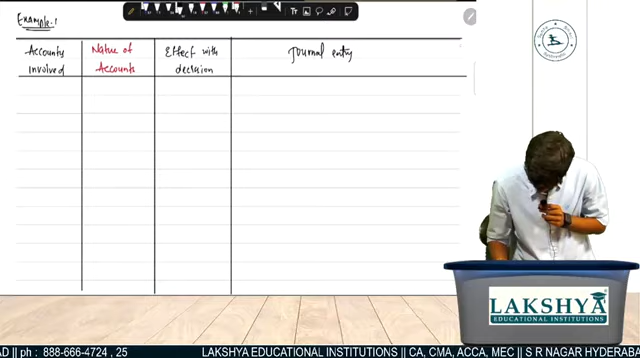 Example.1
Accounts involved
Nature of Accounts
Effect with decision
Journal entry
LAKSHYA
EDUCATIONAL INSTITUTIONS
AD || ph : 888-666-4724 , 25
LAKSHYA EDUCATIONAL INSTITUTIONS || CA, CMA, ACCA, MEC || S R NAGAR HYDERABA